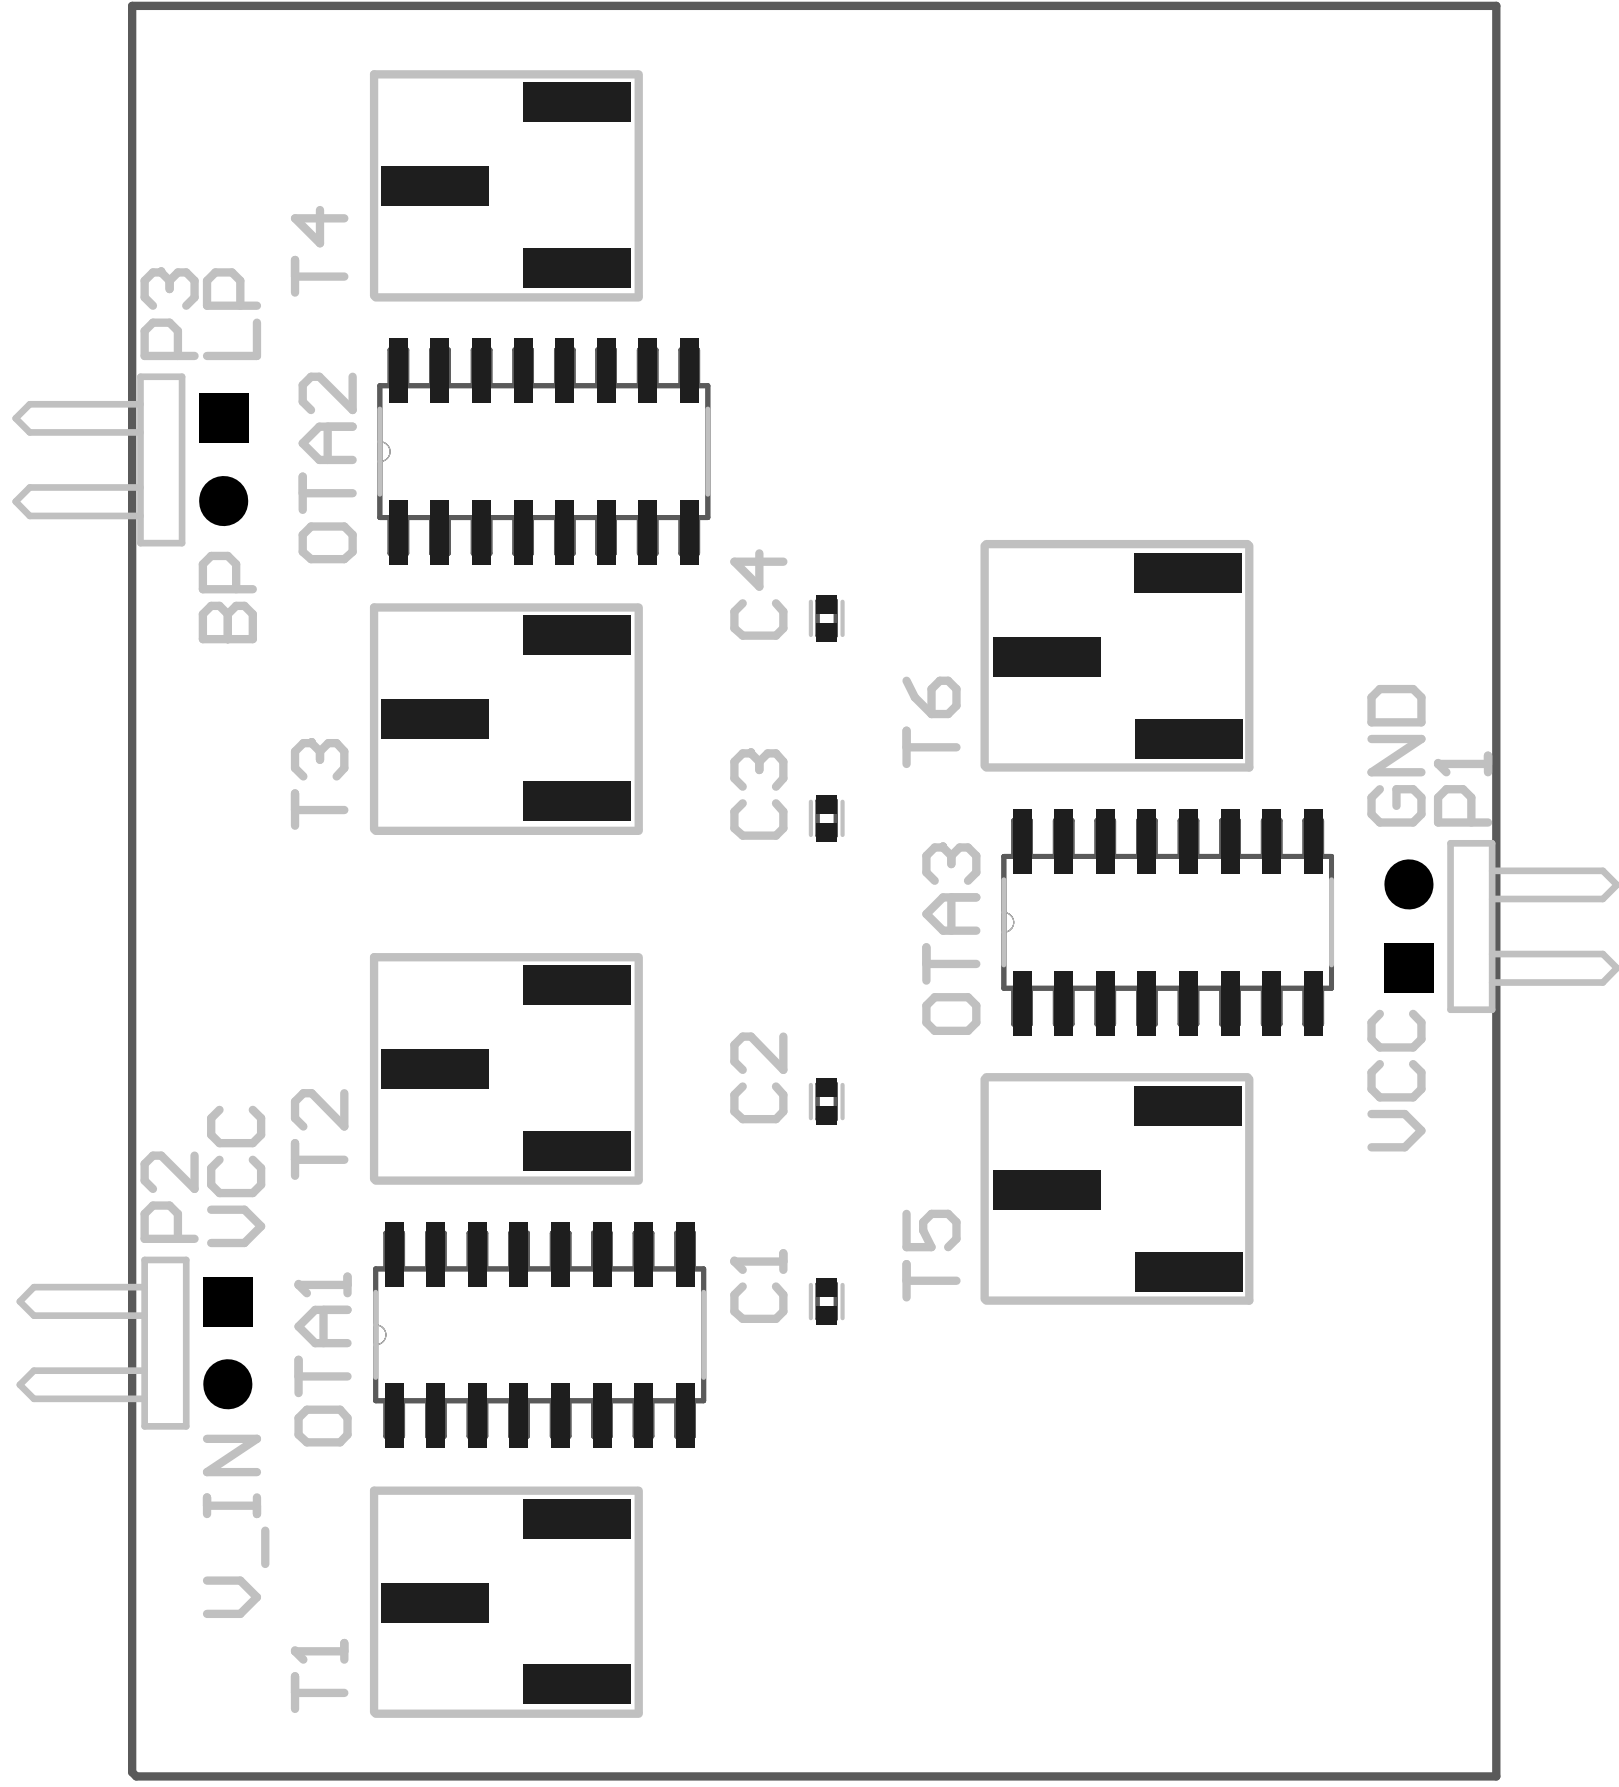 T4
P3
LP
OTA2
BP
C4
T3
T6
C3
GND
P1
OTA3
VCC
T2
C2
P2
VCC
OTA1
C1
T5
V_IN
T1